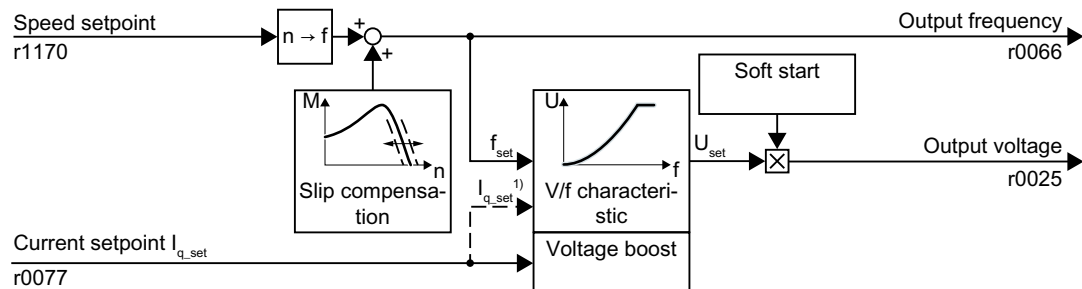 Speed setpoint
r1170
n → f
+
+
Output frequency
r0066
Soft start
M
n
Slip compensa-
tion
U
f
V/f characteri-
stic
f_set
I_q_set 1)
U_set
Output voltage
r0025
Current setpoint I_q_set
r0077
Voltage boost